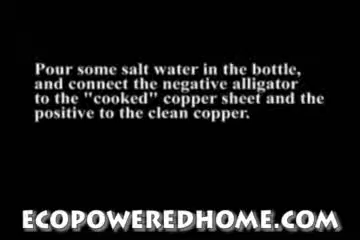 Pour some salt water in the bottle,
and connect the negative alligator
to the "cooked" copper sheet and the
positive to the clean copper.
ECOPOWEREDHOME.COM